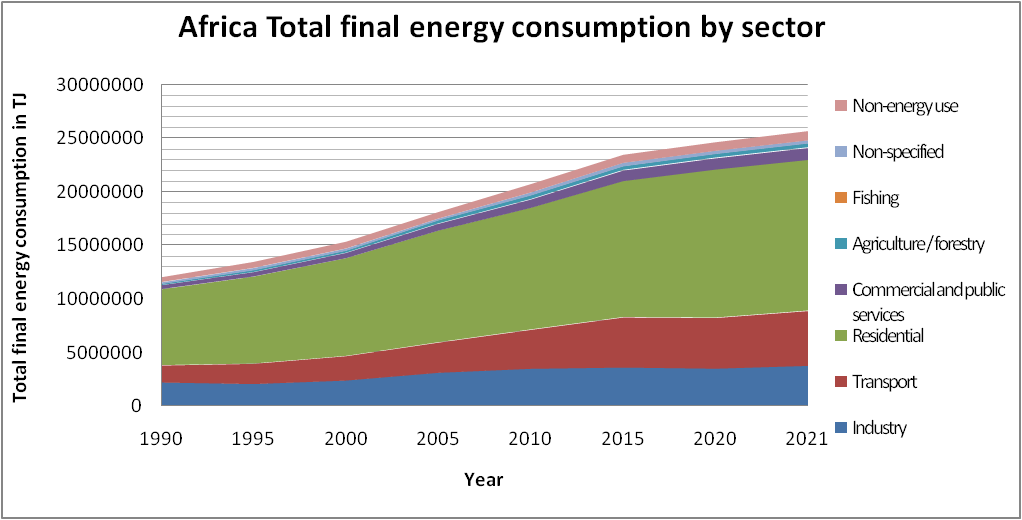 Africa Total final energy consumption by sector
Total final energy consumption in TJ
30000000
25000000
20000000
15000000
10000000
5000000
0
1990 1995 2000 2005 2010 2015 2020 2021
Year
Non-energy use
Non-specified
Fishing
Agriculture/forestry
Commercial and public
services
Residential
Transport
Industry